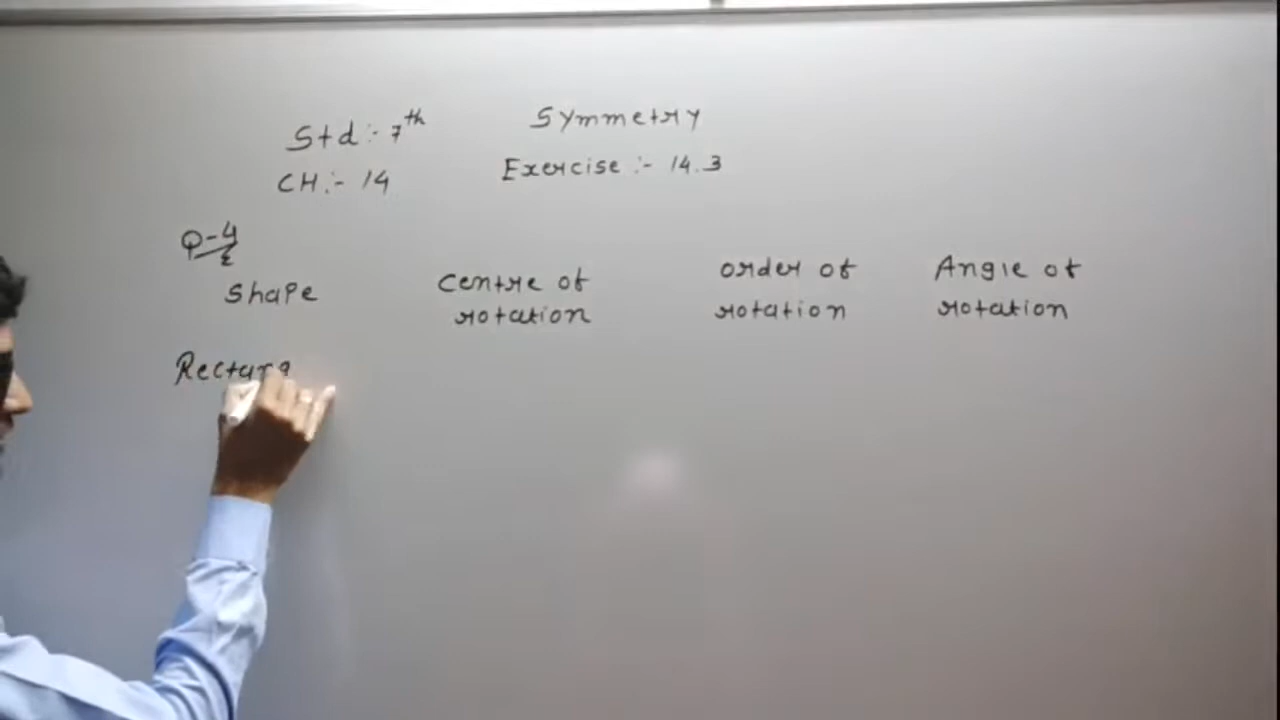 Std :- 7th
Symmetry
CH :- 14
Exercise :- 14.3
Q-4
Shape
Centre of rotation
order of rotation
Angle of rotation